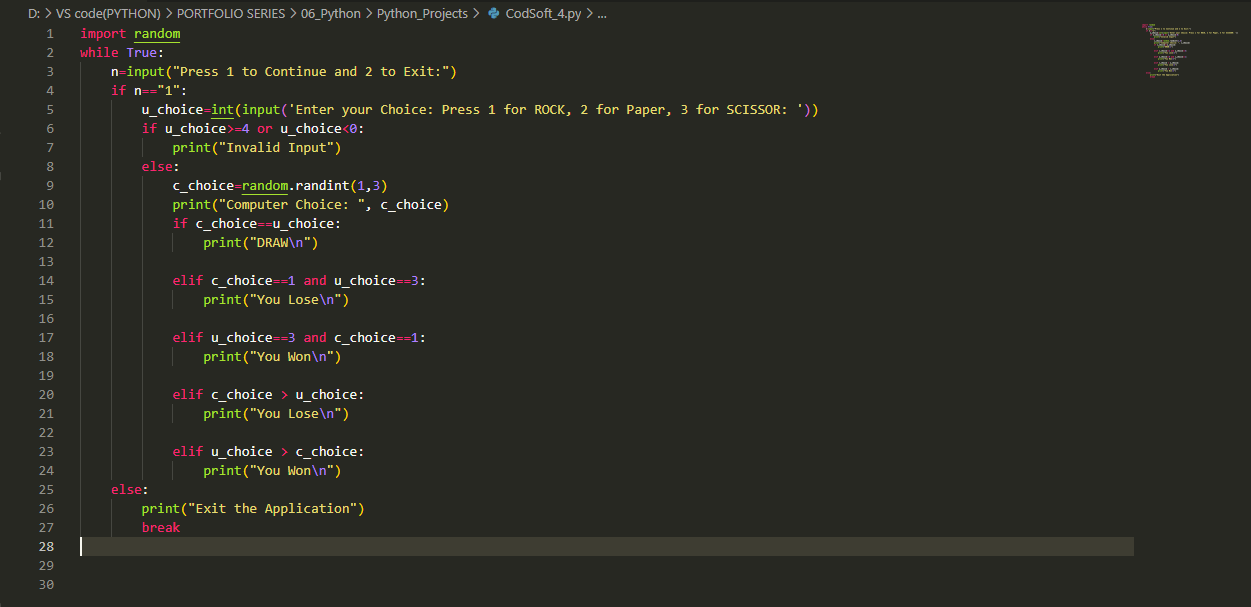 D: > VS code(PYTHON) > PORTFOLIO SERIES > 06_Python > Python_Projects > CodSoft_4.py > ...
1 import random
2 while True:
3     n=input("Press 1 to Continue and 2 to Exit:")
4     if n=="1":
5         u_choice=int(input('Enter your Choice: Press 1 for ROCK, 2 for Paper, 3 for SCISSOR: '))
6         if u_choice>=4 or u_choice<0:
7             print("Invalid Input")
8         else:
9             c_choice=random.randint(1,3)
10             print("Computer Choice: ", c_choice)
11             if c_choice==u_choice:
12                 print("DRAW\n")
13
14             elif c_choice==1 and u_choice==3:
15                 print("You Lose\n")
16
17             elif u_choice==3 and c_choice==1:
18                 print("You Won\n")
19
20             elif c_choice > u_choice:
21                 print("You Lose\n")
22
23             elif u_choice > c_choice:
24                 print("You Won\n")
25     else:
26         print("Exit the Application")
27         break
28
29
30